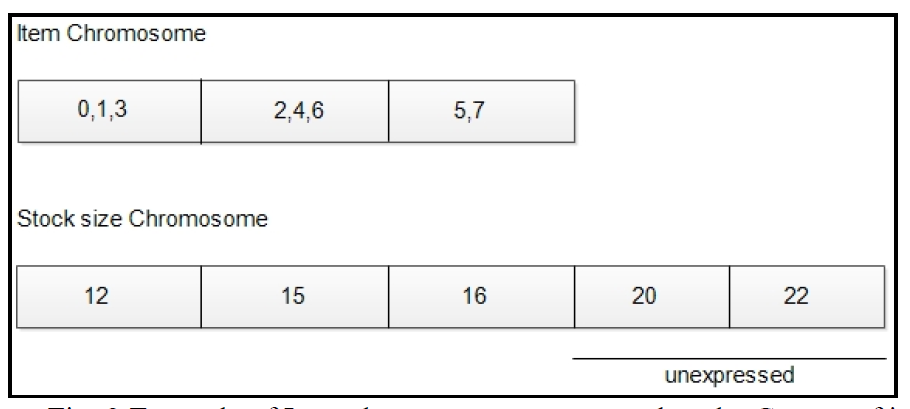 Item Chromosome
0,1,3 2,4,6 5,7
Stock size Chromosome
12 15 16 20 22
unexpressed